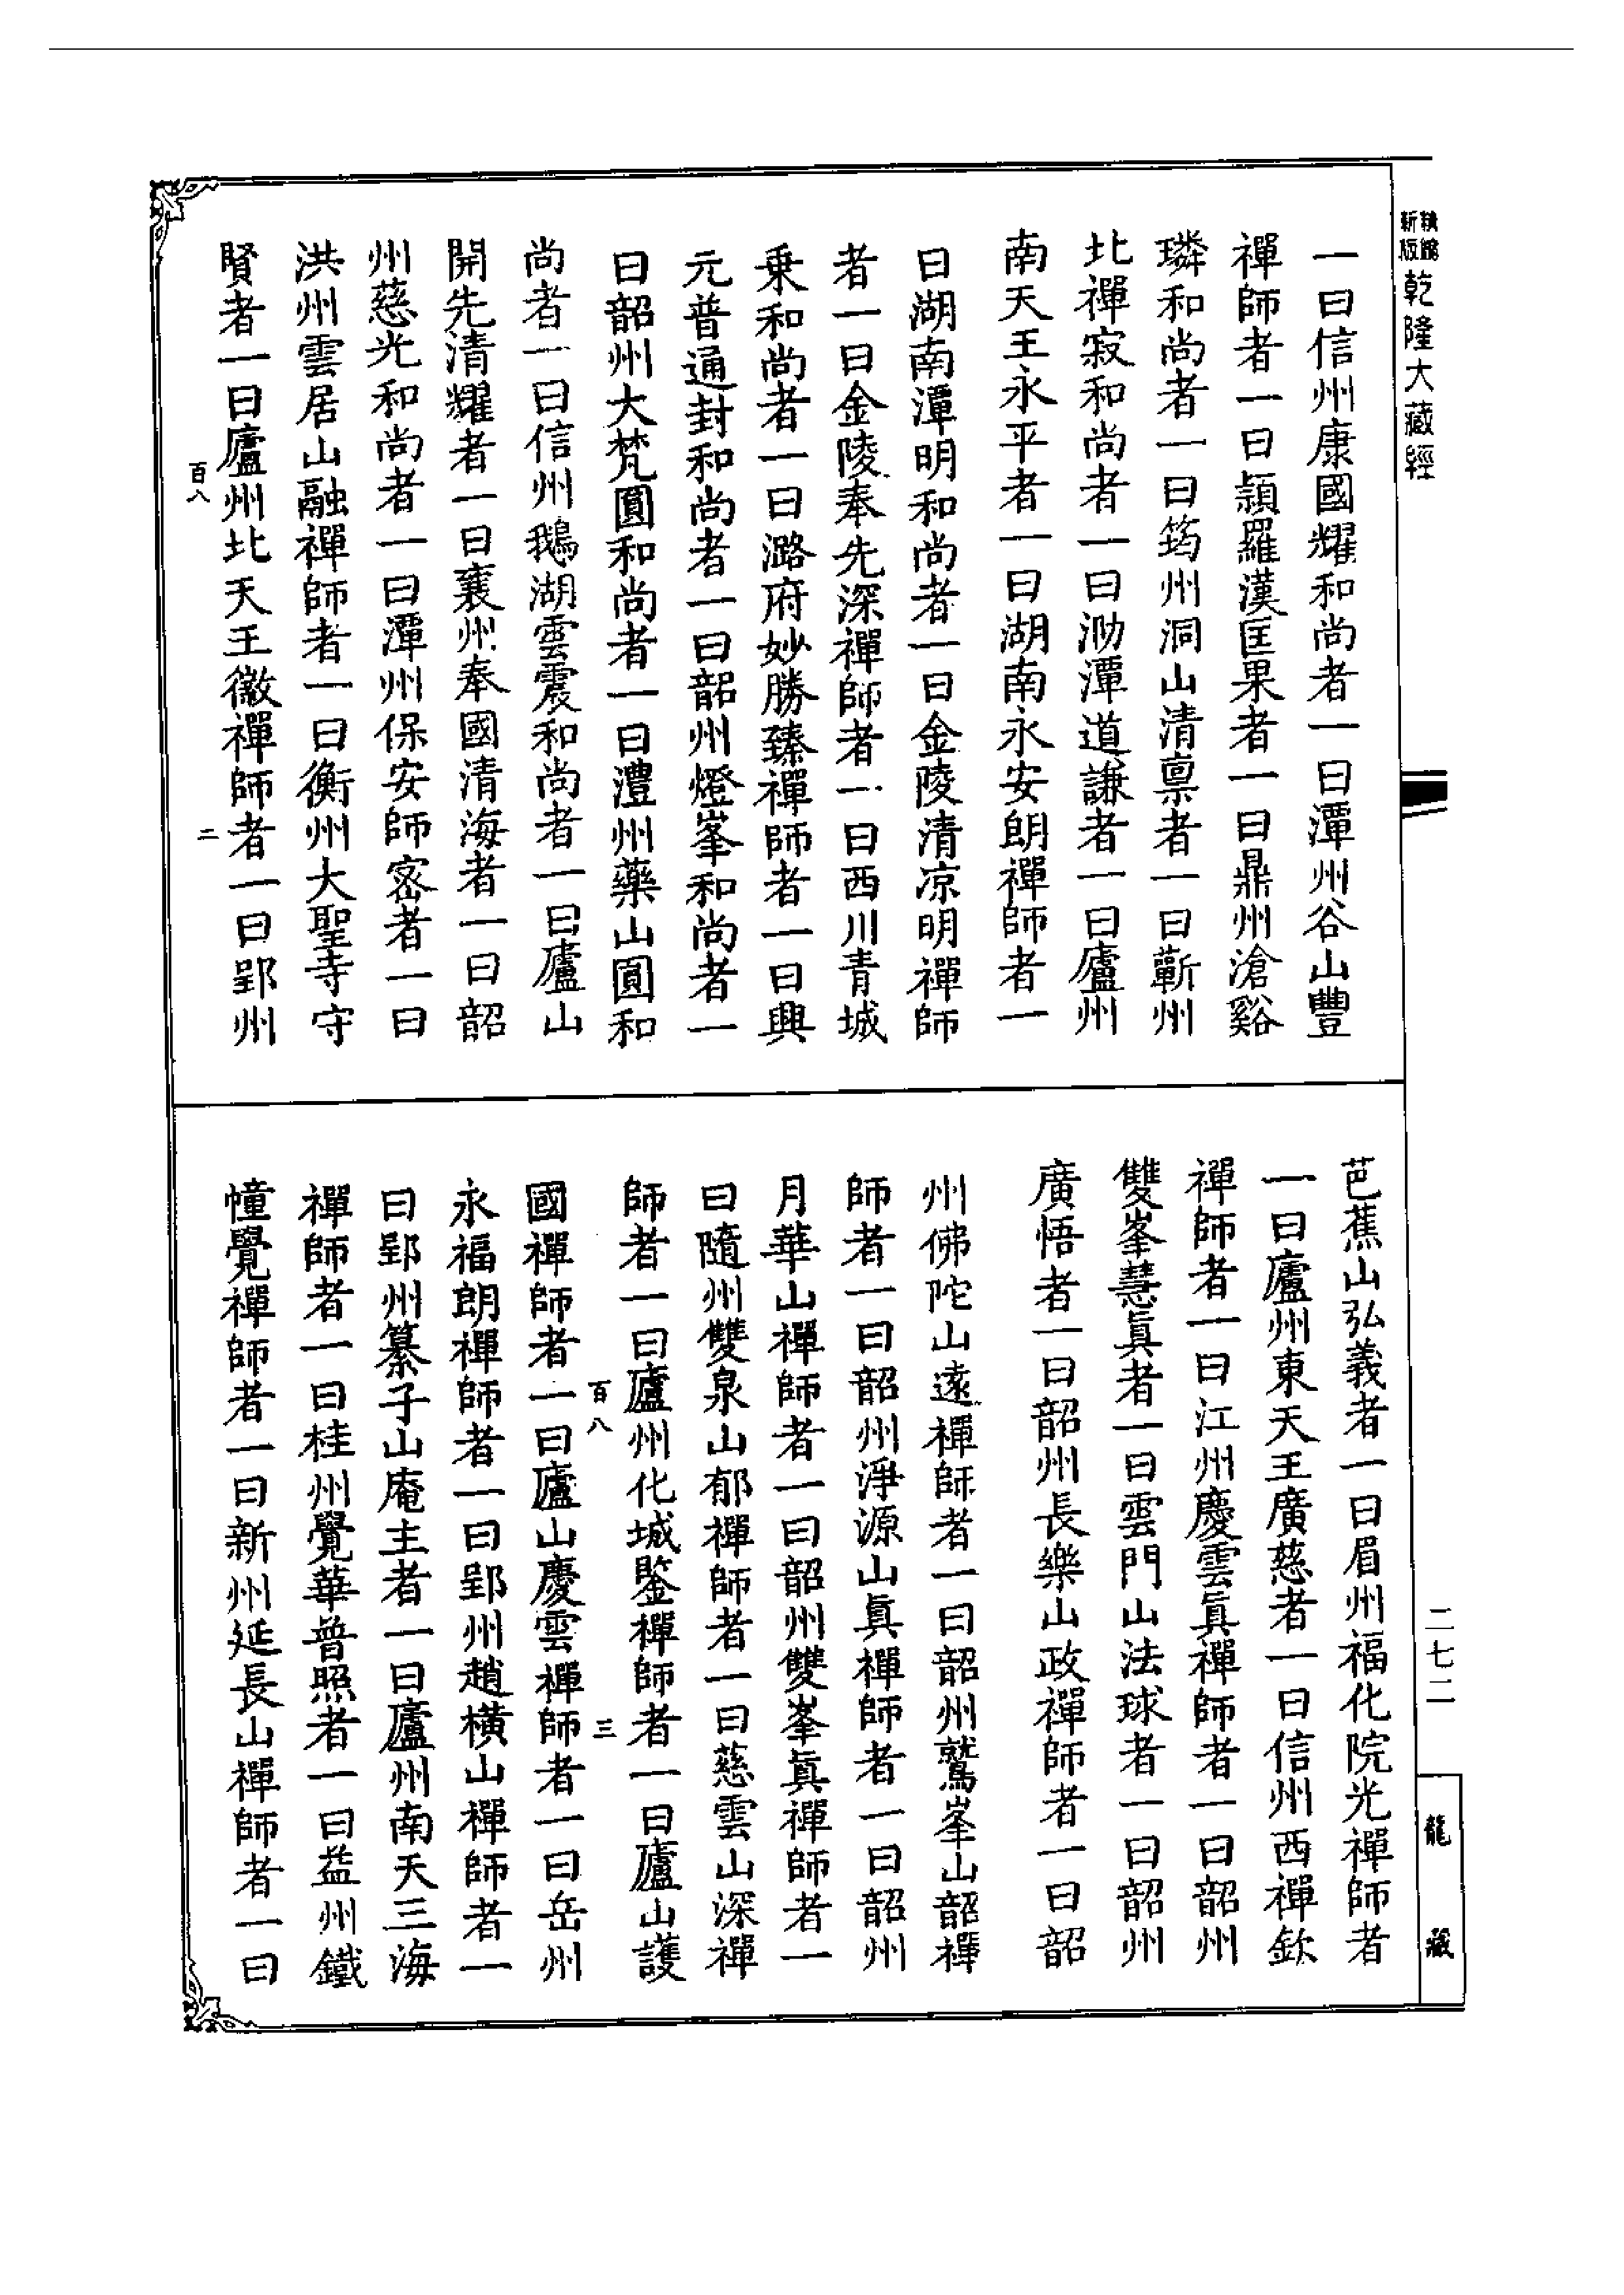 新版
乾隆大藏經
一曰信州康國耀和尚者一曰潭州谷山豐
禪師者一曰頴羅漢匡果者一曰鼎州滄谿
璘和尚者一曰筠州洞山清禀者一曰蘄州
北禪寂和尚者一曰泐潭道謙者一曰廬州
南天王永平者一曰湖南永安朗禪師者一
曰湖南潭明和尚者一曰金陵清凉明禪師
者一曰金陵奉先深禪師者一曰西川青城
乗和尚者一曰潞府妙勝臻禪師者一曰興
元普通封和尚者一曰韶州燈峯和尚者一
曰韶州大梵圓和尚者一曰澧州藥山圓和
尚者一曰信州鵝湖雲震和尚者一曰廬山
開先清耀者一曰襄州奉國清海者一曰韶
州慈光和尚者一曰潭州保安師密者一曰
洪州雲居山融禪師者一曰衡州大聖寺守
賢者一曰廬州北天王徽禪師者一曰郢州
百八
二
芭蕉山弘義者一曰眉州福化院光禪師者
一曰廬州東天王廣慈者一曰信州西禪欽
禪師者一曰江州慶雲眞禪師者一曰韶州
雙峯慧眞者一曰雲門山法球者一曰韶州
廣悟者一曰韶州長樂山政禪師者一曰韶
州佛陀山遠禪師者一曰韶州鷲峯山韶禪
師者一曰韶州淨源山眞禪師者一曰韶州
月華山禪師者一曰韶州雙峯眞禪師者一
曰隨州雙泉山郁禪師者一曰慈雲山深禪
師者一曰廬州化城鑒禪師者一曰廬山護
百八
三
國禪師者一曰廬山慶雲禪師者一曰岳州
永福朗禪師者一曰郢州趙橫山禪師者一
曰郢州纂子山庵主者一曰廬州南天三海
禪師者一曰桂州覺華普照者一曰益州鐵
幢覺禪師者一曰新州延長山禪師者一曰
二七二
龍藏